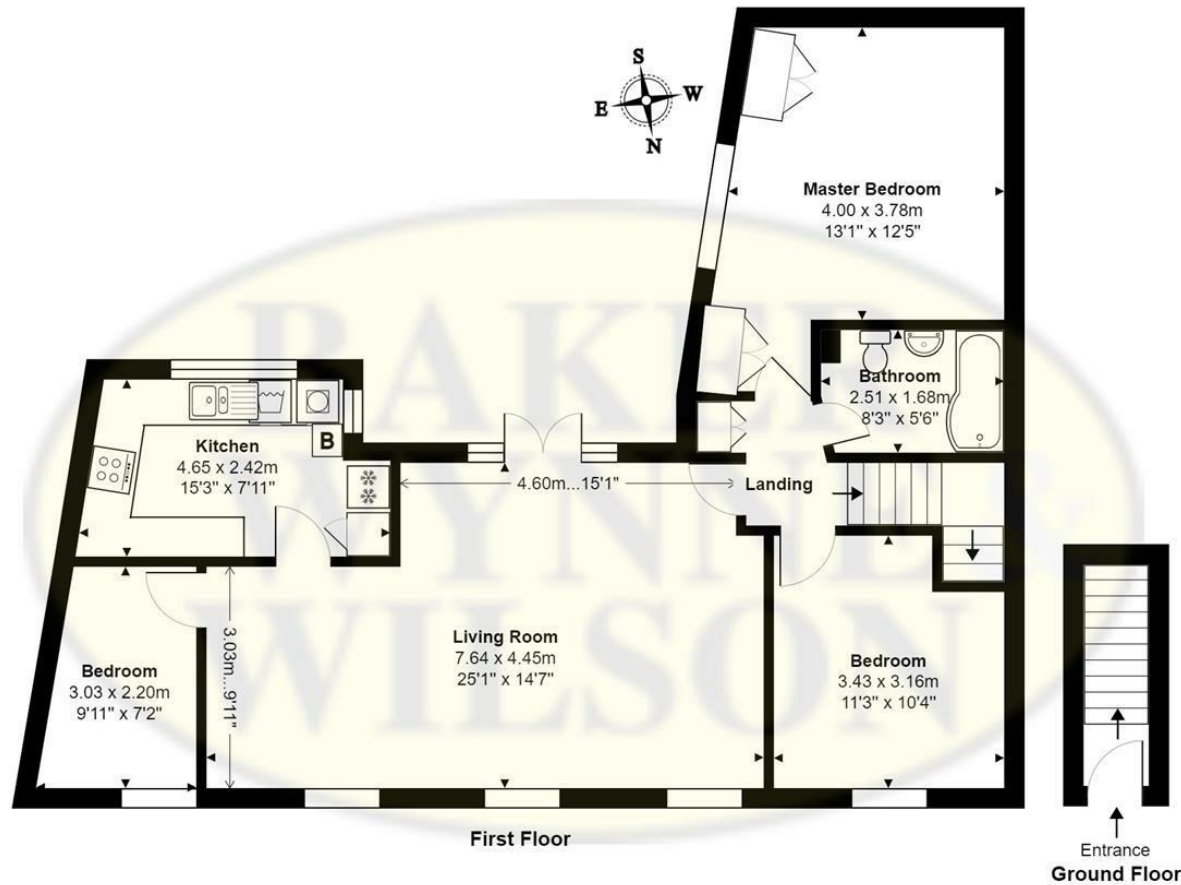 S
E
W
N
Master Bedroom
4.00 x 3.78m
13'1" x 12'5"
Bathroom
2.51 x 1.68m
8'3" x 5'6"
Kitchen
4.65 x 2.42m
15'3" x 7'11"
B
4.60m...15'1"
Landing
3.03m...9'11"
Living Room
7.64 x 4.45m
25'1" x 14'7"
Bedroom
3.03 x 2.20m
9'11" x 7'2"
Bedroom
3.43 x 3.16m
11'3" x 10'4"
First Floor
Entrance
Ground Floor
BAKER
WYNNE &
WILSON